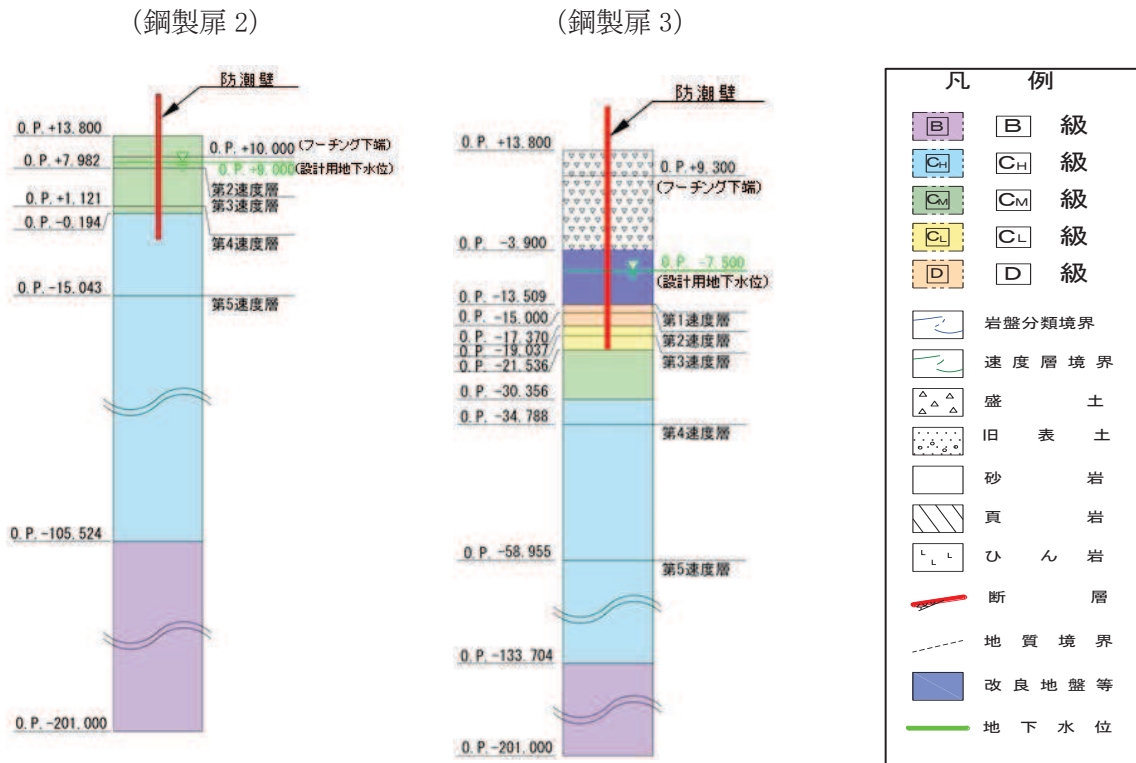 (鋼製扉 2)
防潮壁
O.P.+13.800
O.P.+10.000(フーチング下端)
O.P.+7.982
O.P.+9.000(設計用地下水位)
第2速度層
O.P.+1.121
第3速度層
O.P.-0.194
第4速度層
O.P.-15.043
第5速度層
O.P.-105.524
O.P.-201.000
(鋼製扉 3)
防潮壁
O.P.+13.800
O.P.+9.300
(フーチング下端)
O.P.-3.900
O.P.-7.500
(設計用地下水位)
O.P.-13.509
O.P.-15.000
第1速度層
O.P.-17.370
第2速度層
O.P.-19.037
O.P.-21.536
第3速度層
O.P.-30.356
O.P.-34.788
第4速度層
O.P.-58.955
第5速度層
O.P.-133.704
O.P.-201.000
凡 例
B B 級
CH CH 級
CM CM 級
CL CL 級
D D 級
岩盤分類境界
速度層境界
盛土
旧表土
砂岩
頁岩
ひん岩
断層
地質境界
改良地盤等
地下水位